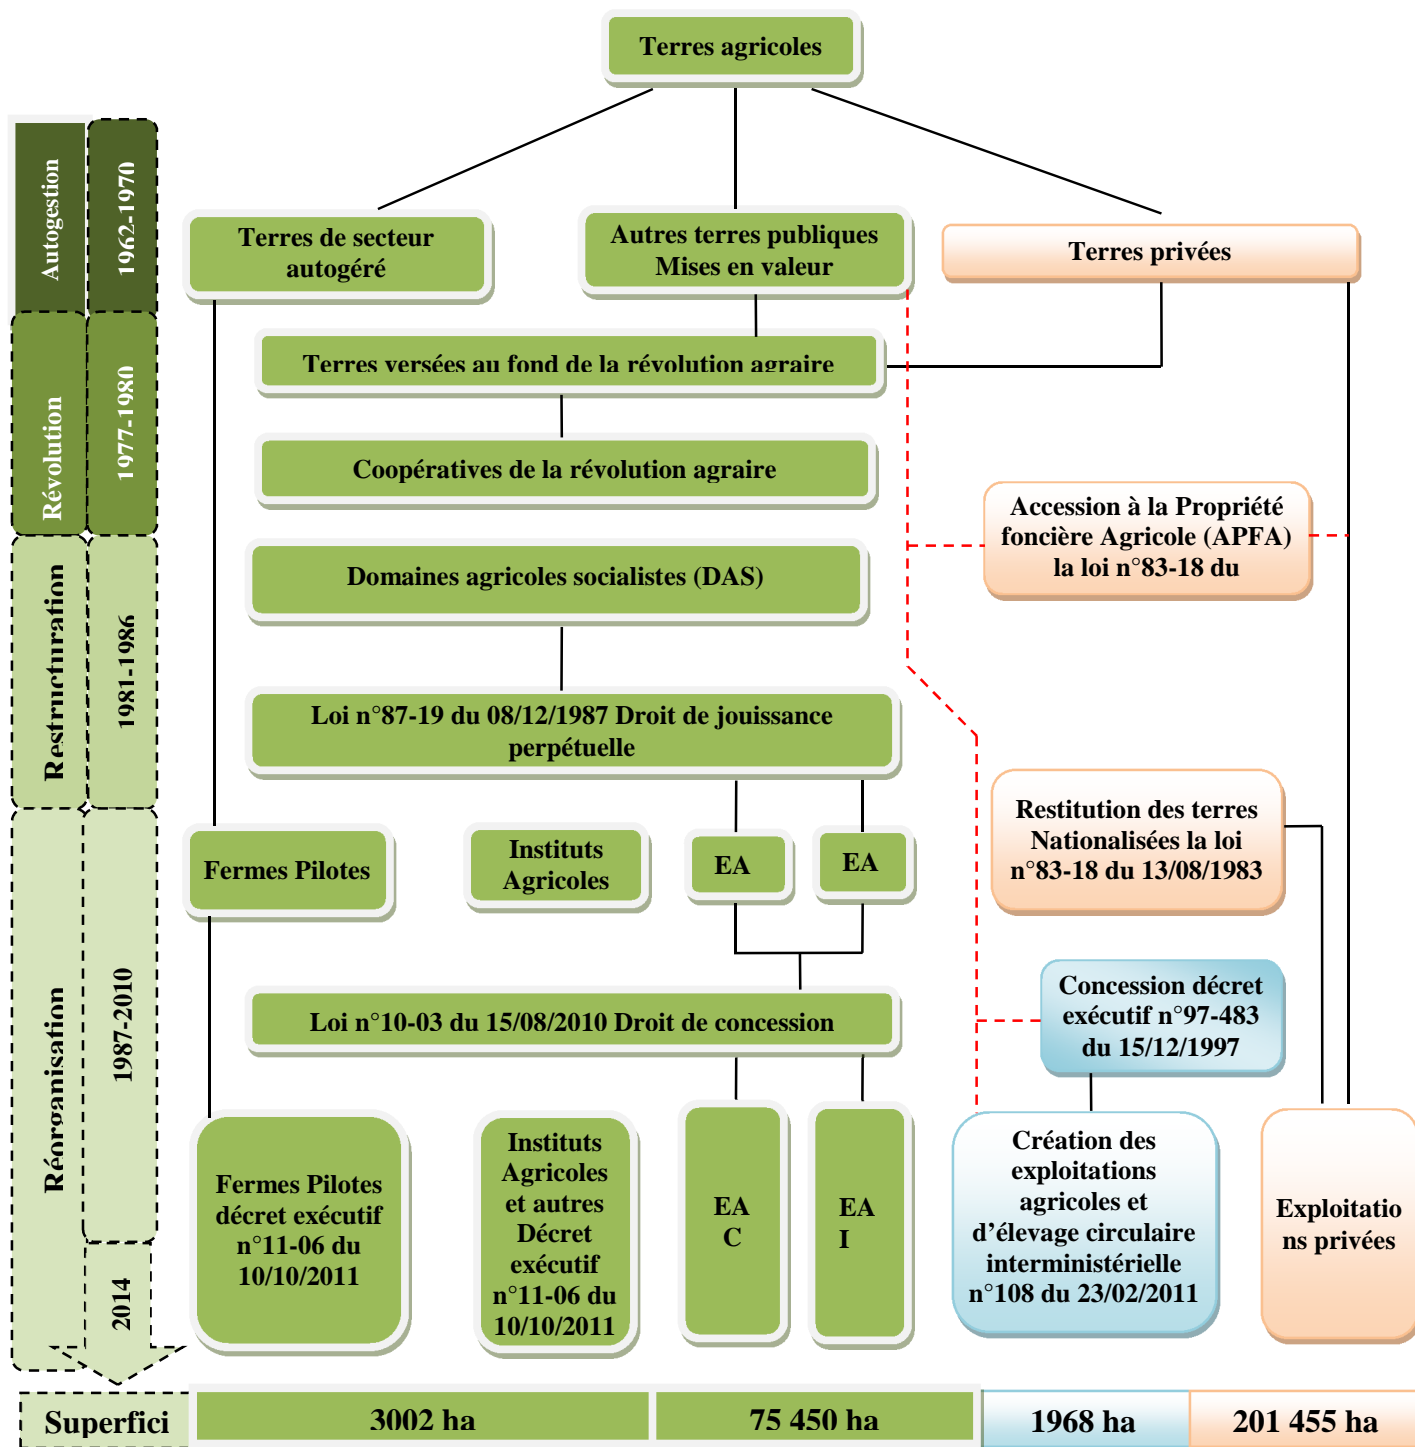 Terres agricoles
Autogestion
1962-1970
Terres de secteur
autogéré
Autres terres publiques
Mises en valeur
Terres privées
Révolution
1977-1980
Terres versées au fond de la révolution agraire
Coopératives de la révolution agraire
Accession à la Propriété
foncière Agricole (APFA)
la loi n°83-18 du
Restructuration
1981-1986
Domaines agricoles socialistes (DAS)
Loi n°87-19 du 08/12/1987 Droit de jouissance
perpétuelle
Restitution des terres
Nationalisées la loi
n°83-18 du 13/08/1983
Réorganisation
1987-2010
Fermes Pilotes
Instituts
Agricoles
EA
EA
Loi n°10-03 du 15/08/2010 Droit de concession
Concession décret
exécutif n°97-483
du 15/12/1997
2014
Fermes Pilotes
décret exécutif
n°11-06 du
10/10/2011
Instituts
Agricoles
et autres
Décret
exécutif
n°11-06 du
10/10/2011
EA
C
EA
I
Création des
exploitations
agricoles et
d'élevage circulaire
interministérielle
n°108 du 23/02/2011
Exploitatio
ns privées
Superfici
3002 ha
75 450 ha
1968 ha
201 455 ha